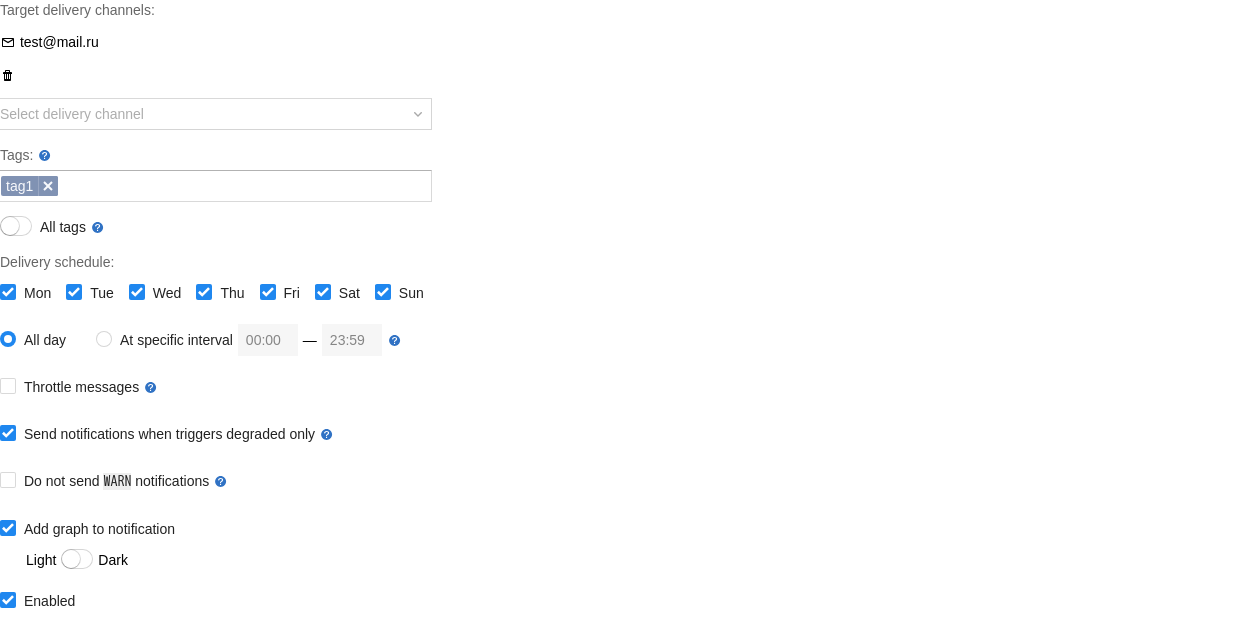 Target delivery channels:
test@mail.ru
Select delivery channel
Tags: ?
tag1
All tags ?
Delivery schedule:
Mon Tue Wed Thu Fri Sat Sun
All day At specific interval 00:00 — 23:59 ?
Throttle messages ?
Send notifications when triggers degraded only ?
Do not send WARN notifications ?
Add graph to notification
Light Dark
Enabled